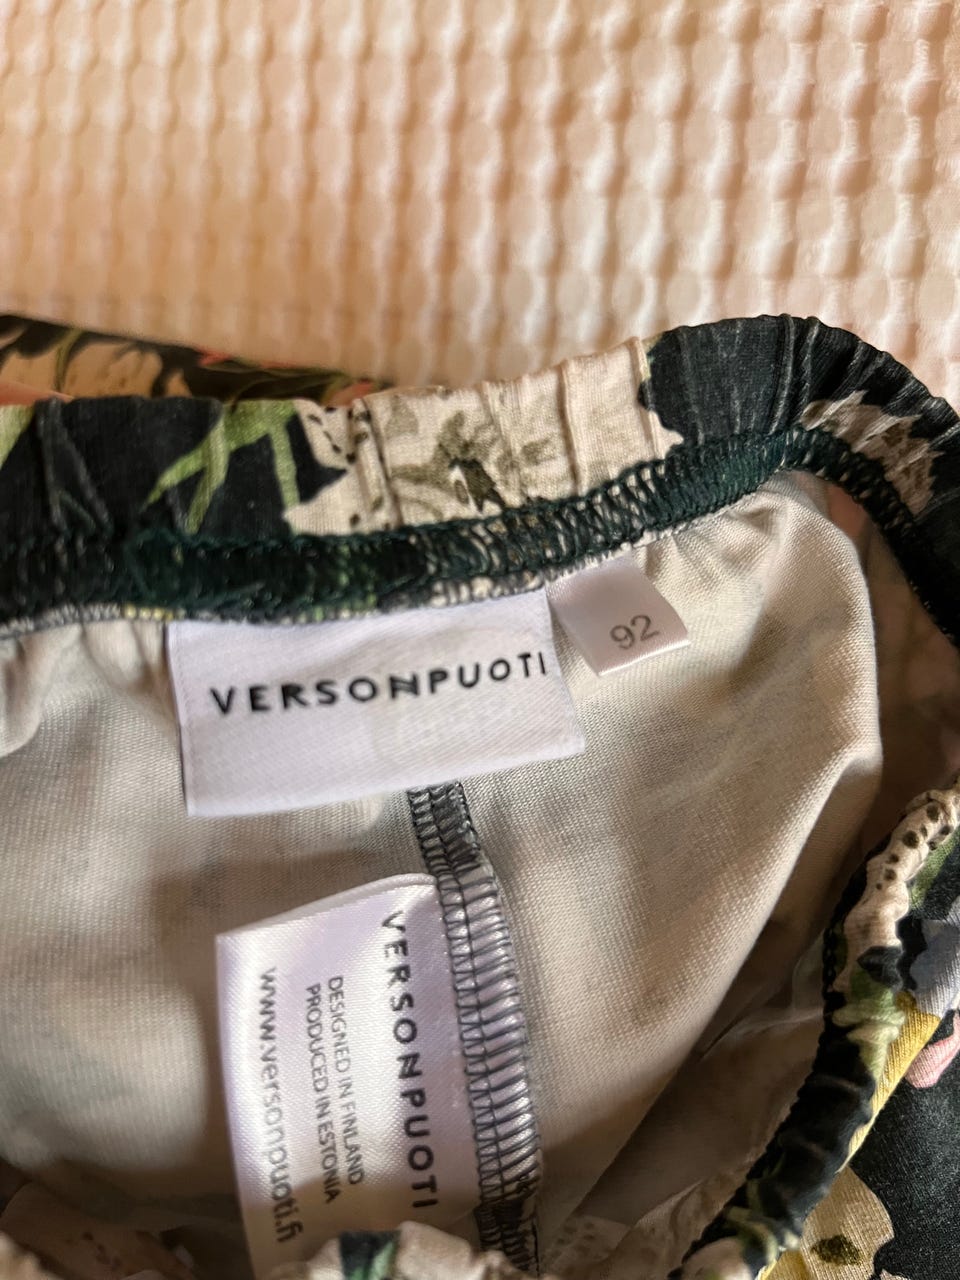 VERSONPUOTI
92
VERSONPUOTI
DESIGNED IN FINLAND
PRODUCED IN ESTONIA
www.versonpuoti.fi